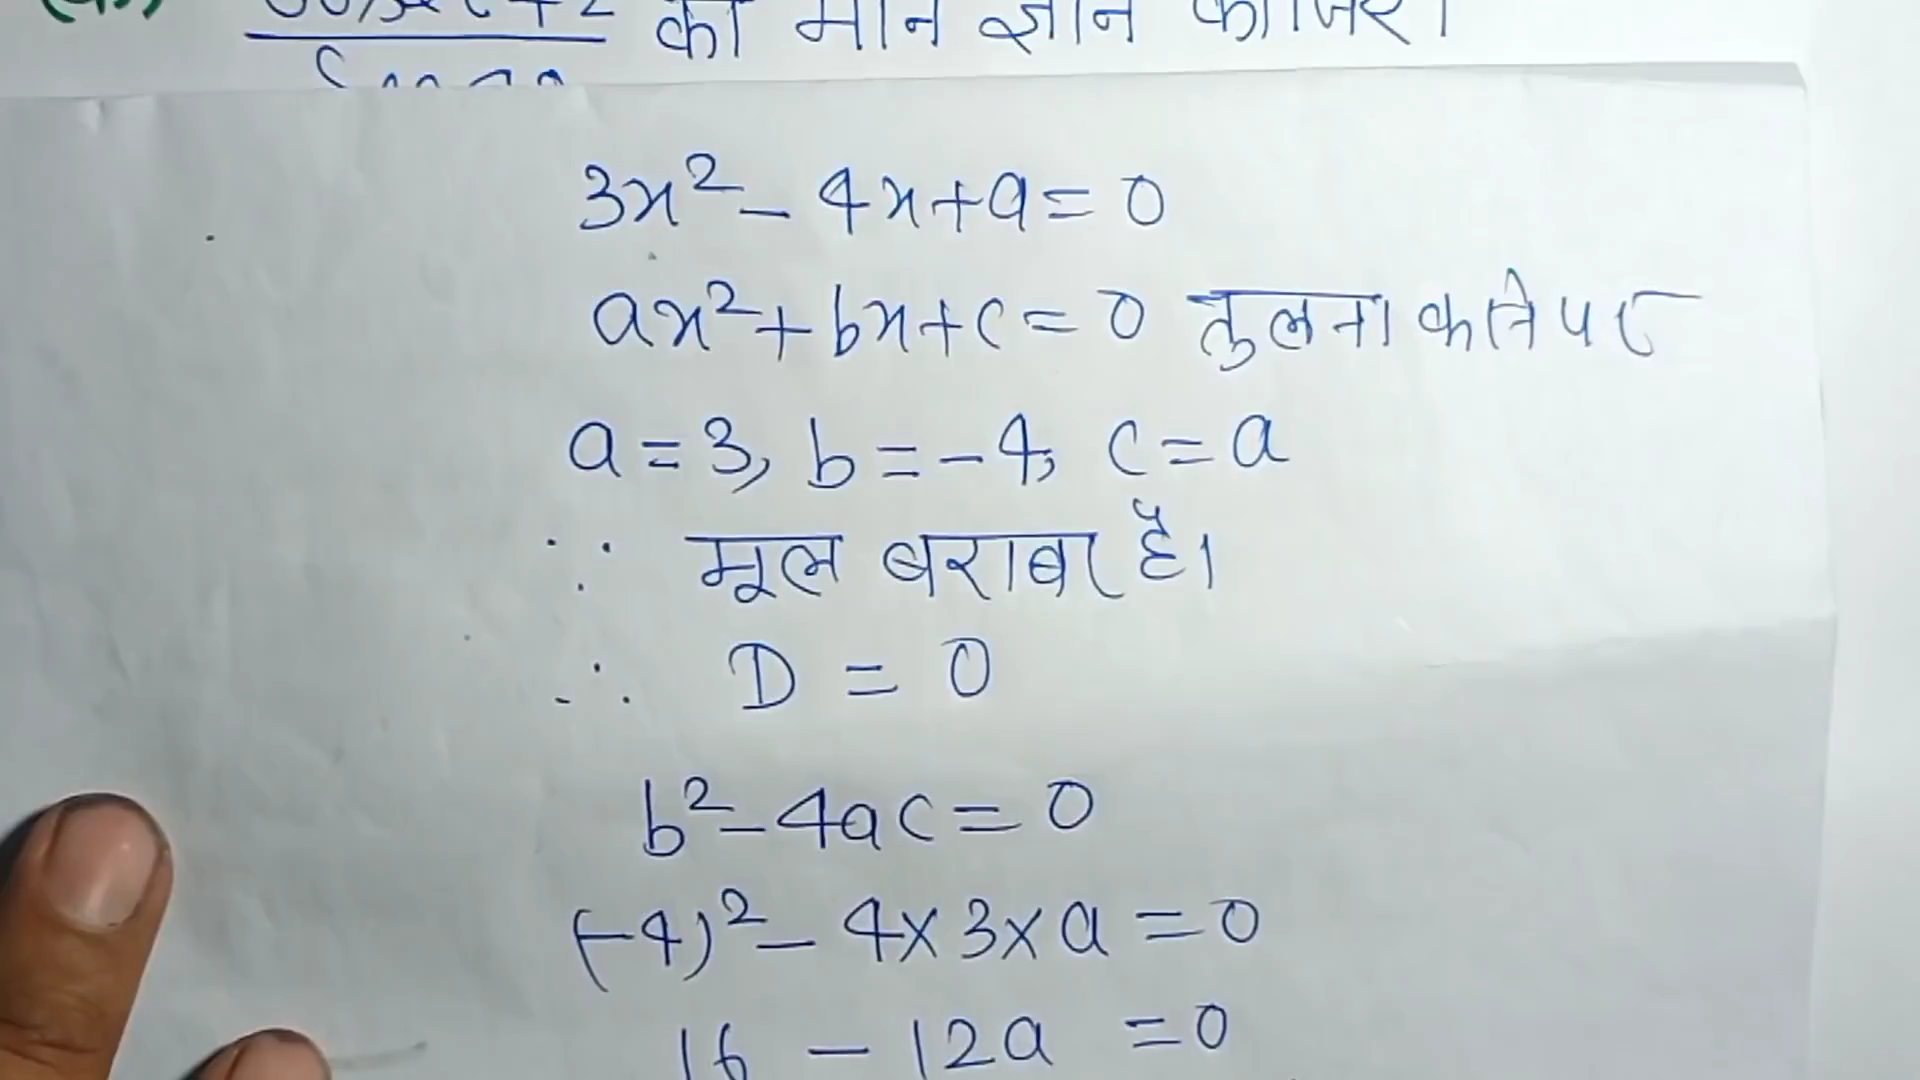 का मान ज्ञात कीजिए।
3x² - 4x + a = 0
ax² + bx + c = 0 तुलना करने पर
a = 3, b = -4, c = a
∵ मूल बराबर है।
∴ D = 0
b² - 4ac = 0
(-4)² - 4 × 3 × a = 0
16 - 12a = 0